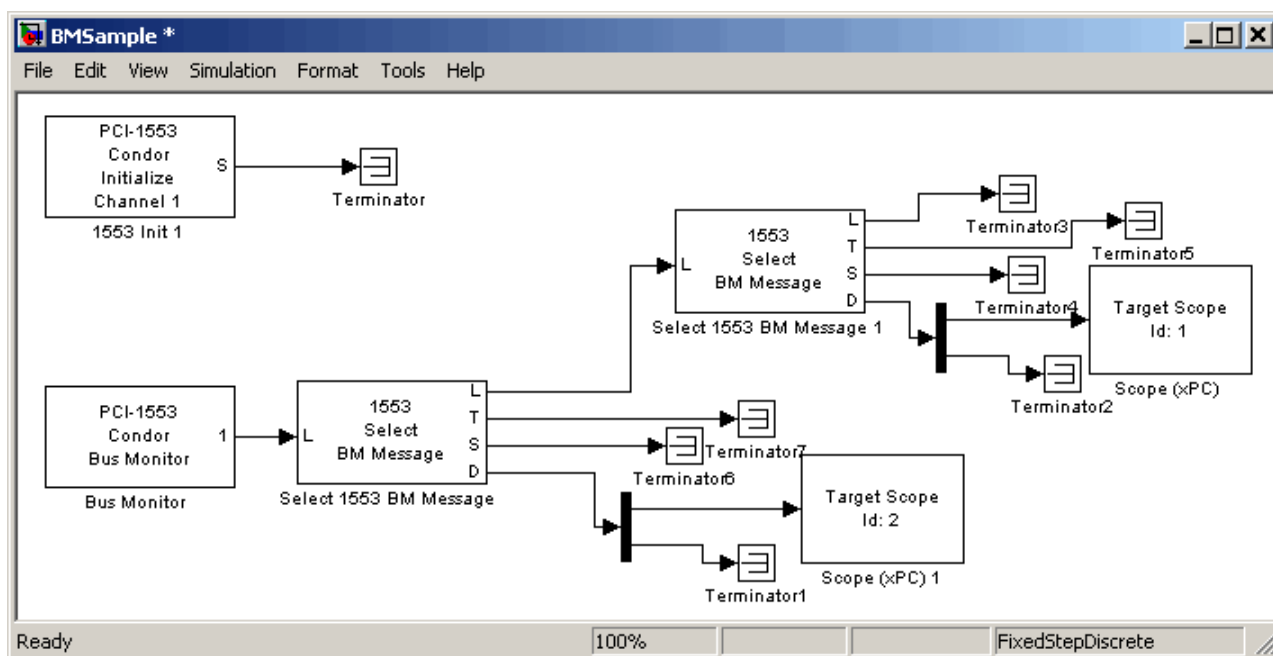 BMSample *
File Edit View Simulation Format Tools Help
PCI-1553
Condor
Initialize
Channel 1
S
1553 Init 1
Terminator
1553
Select
BM Message
L
L
T
S
D
Select 1553 BM Message 1
Terminator3
Terminator5
Terminator4
Target Scope
Id: 1
Scope (xPC)
Terminator2
PCI-1553
Condor
Bus Monitor
1
Bus Monitor
1553
Select
BM Message
L
L
T
S
D
Select 1553 BM Message
Terminator7
Terminator6
Target Scope
Id: 2
Scope (xPC) 1
Terminator1
Ready 100% FixedStepDiscrete